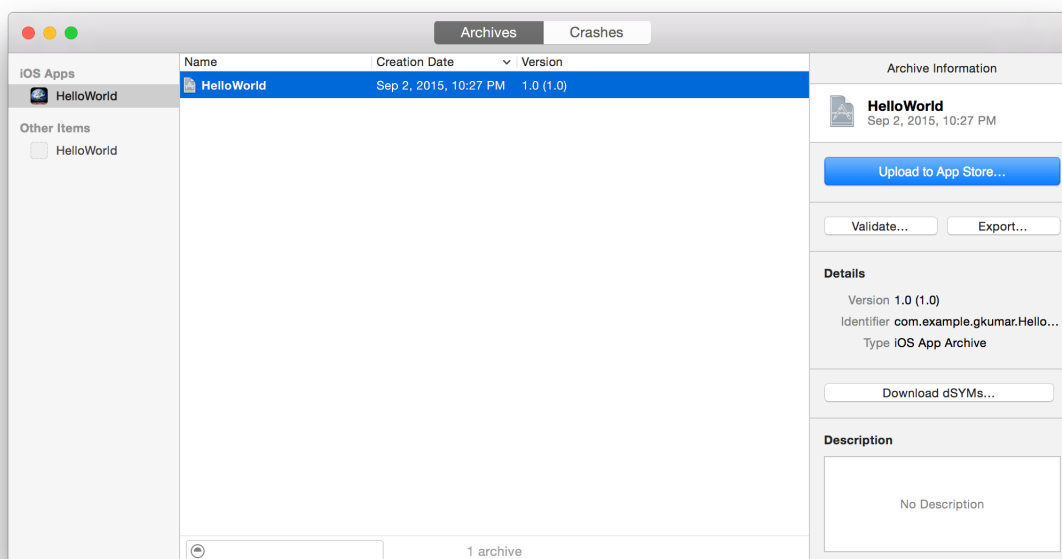 Archives Crashes
iOS Apps
HelloWorld
Other Items
HelloWorld
Name Creation Date Version
HelloWorld Sep 2, 2015, 10:27 PM 1.0 (1.0)
1 archive
Archive Information
HelloWorld
Sep 2, 2015, 10:27 PM
Upload to App Store...
Validate... Export...
Details
Version 1.0 (1.0)
Identifier com.example.gkumar.Hello...
Type iOS App Archive
Download dSYMs...
Description
No Description